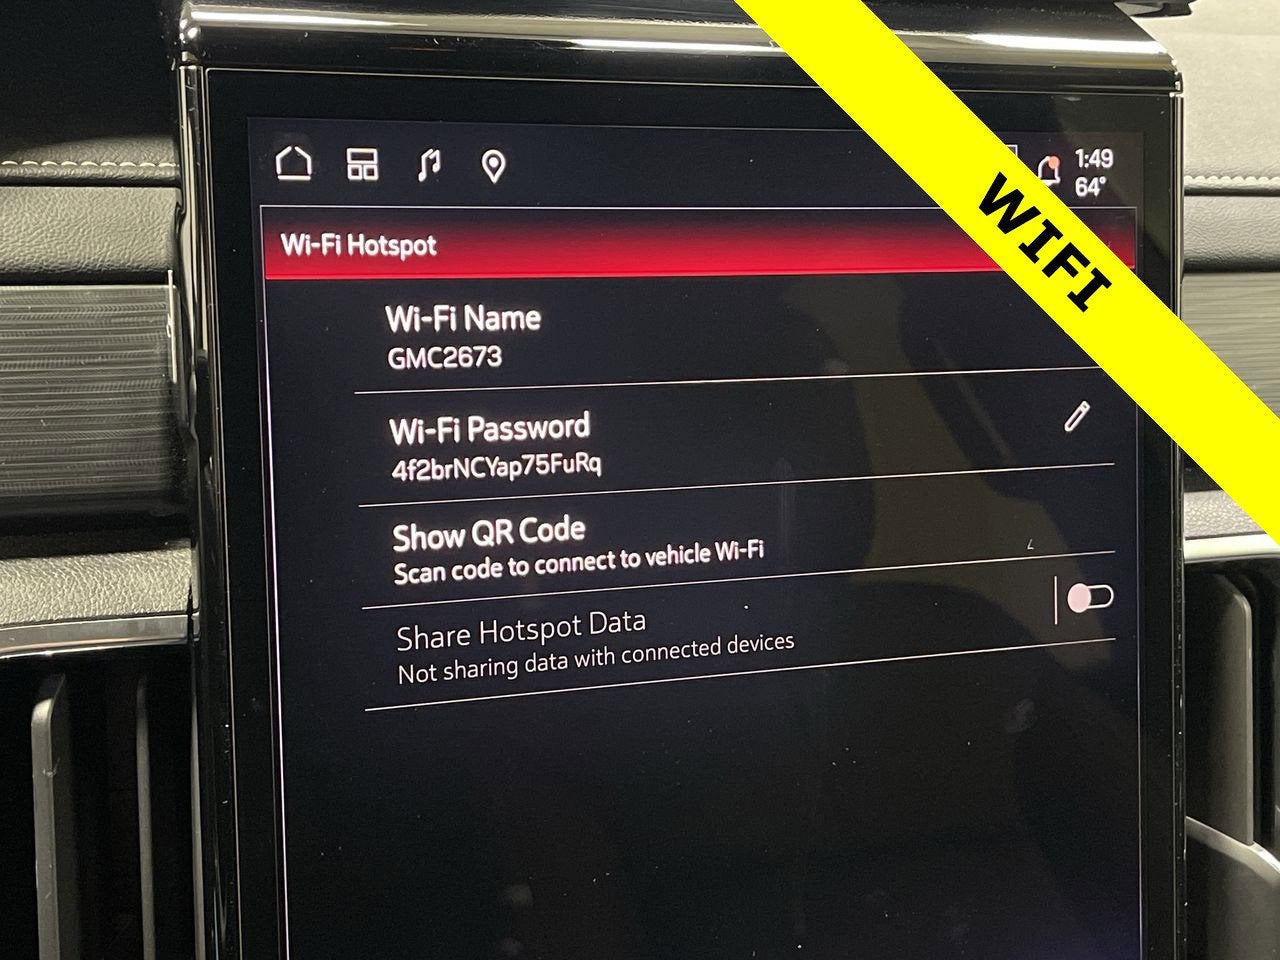 1:49
64°
WIFI
Wi-Fi Hotspot
Wi-Fi Name
GMC2673
Wi-Fi Password
4f2brNCYap75FuRq
Show QR Code
Scan code to connect to vehicle Wi-Fi
Share Hotspot Data
Not sharing data with connected devices